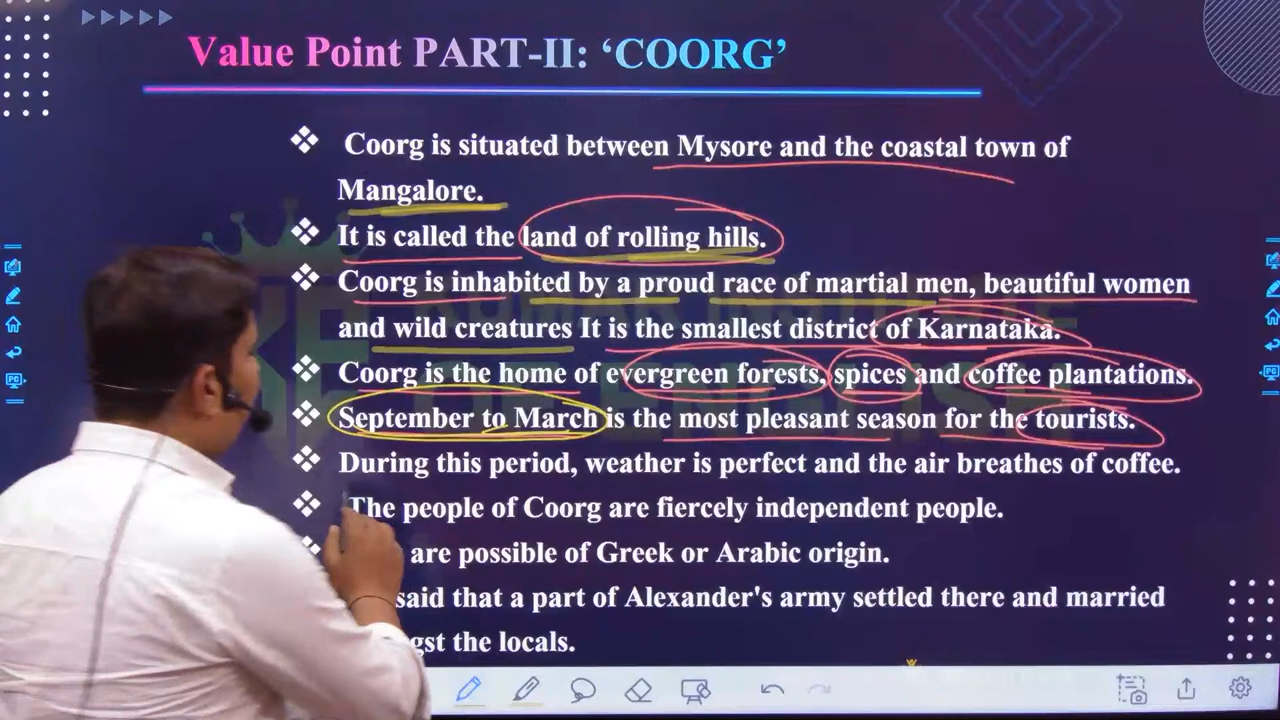 Value Point PART-II: ‘COORG’
Coorg is situated between Mysore and the coastal town of
Mangalore.
It is called the land of rolling hills.
Coorg is inhabited by a proud race of martial men, beautiful women
and wild creatures It is the smallest district of Karnataka.
Coorg is the home of evergreen forests, spices and coffee plantations.
September to March is the most pleasant season for the tourists.
During this period, weather is perfect and the air breathes of coffee.
The people of Coorg are fiercely independent people.
are possible of Greek or Arabic origin.
said that a part of Alexander's army settled there and married
the locals.